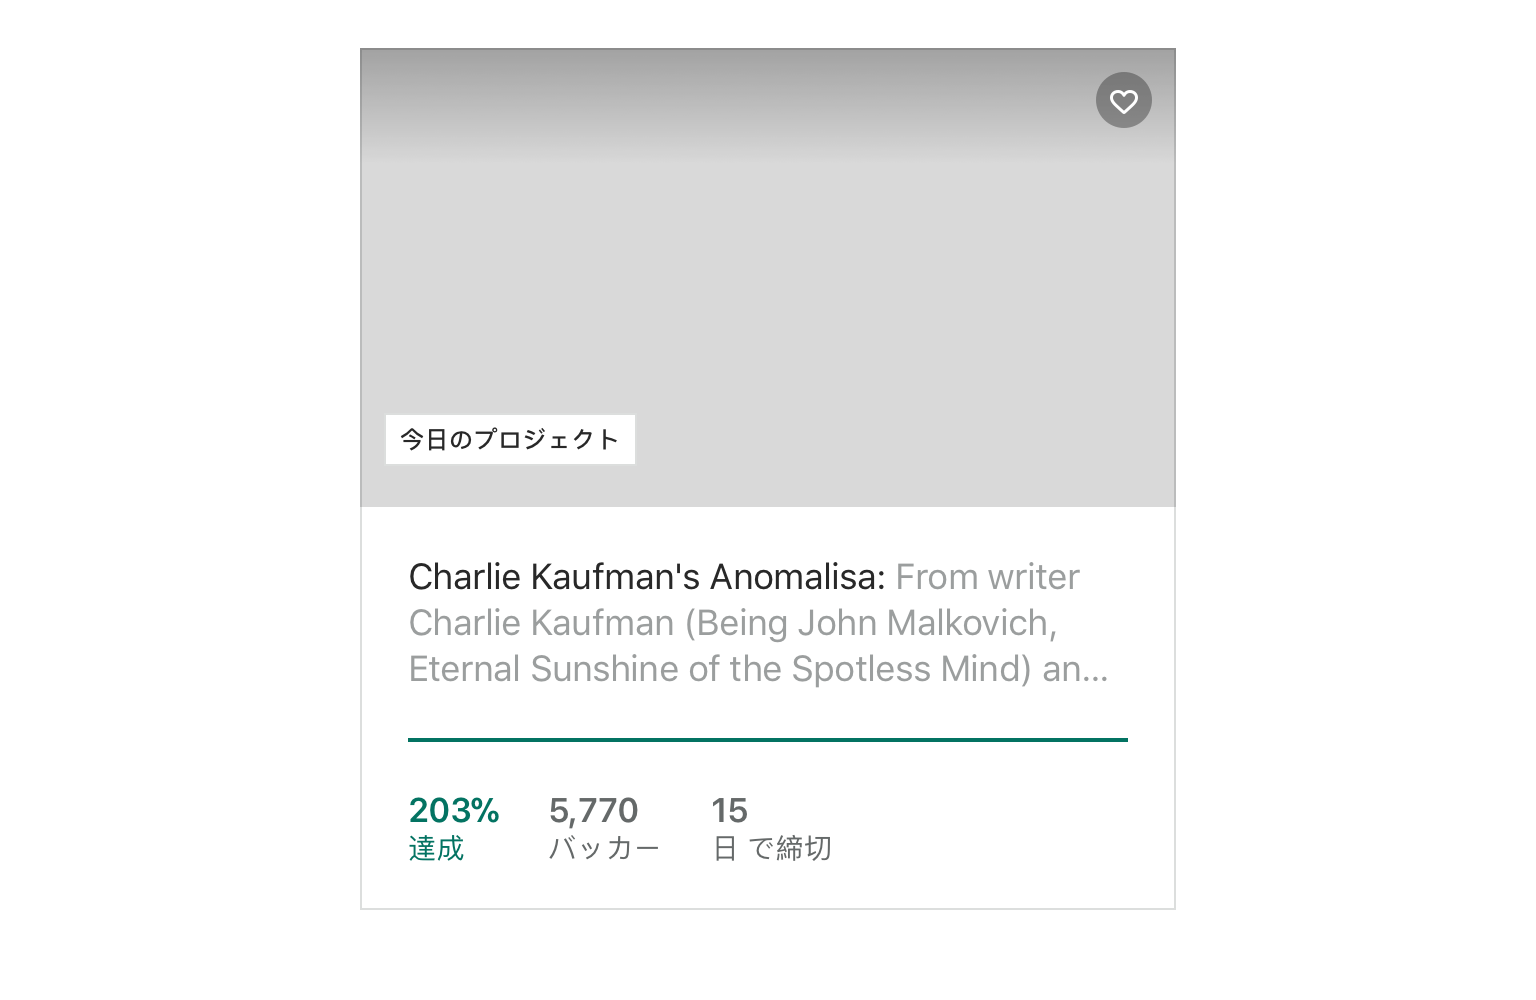 今日のプロジェクト
Charlie Kaufman's Anomalisa: From writer
Charlie Kaufman (Being John Malkovich,
Eternal Sunshine of the Spotless Mind) an…
203% 5,770 15
達成 バッカー 日 で締切